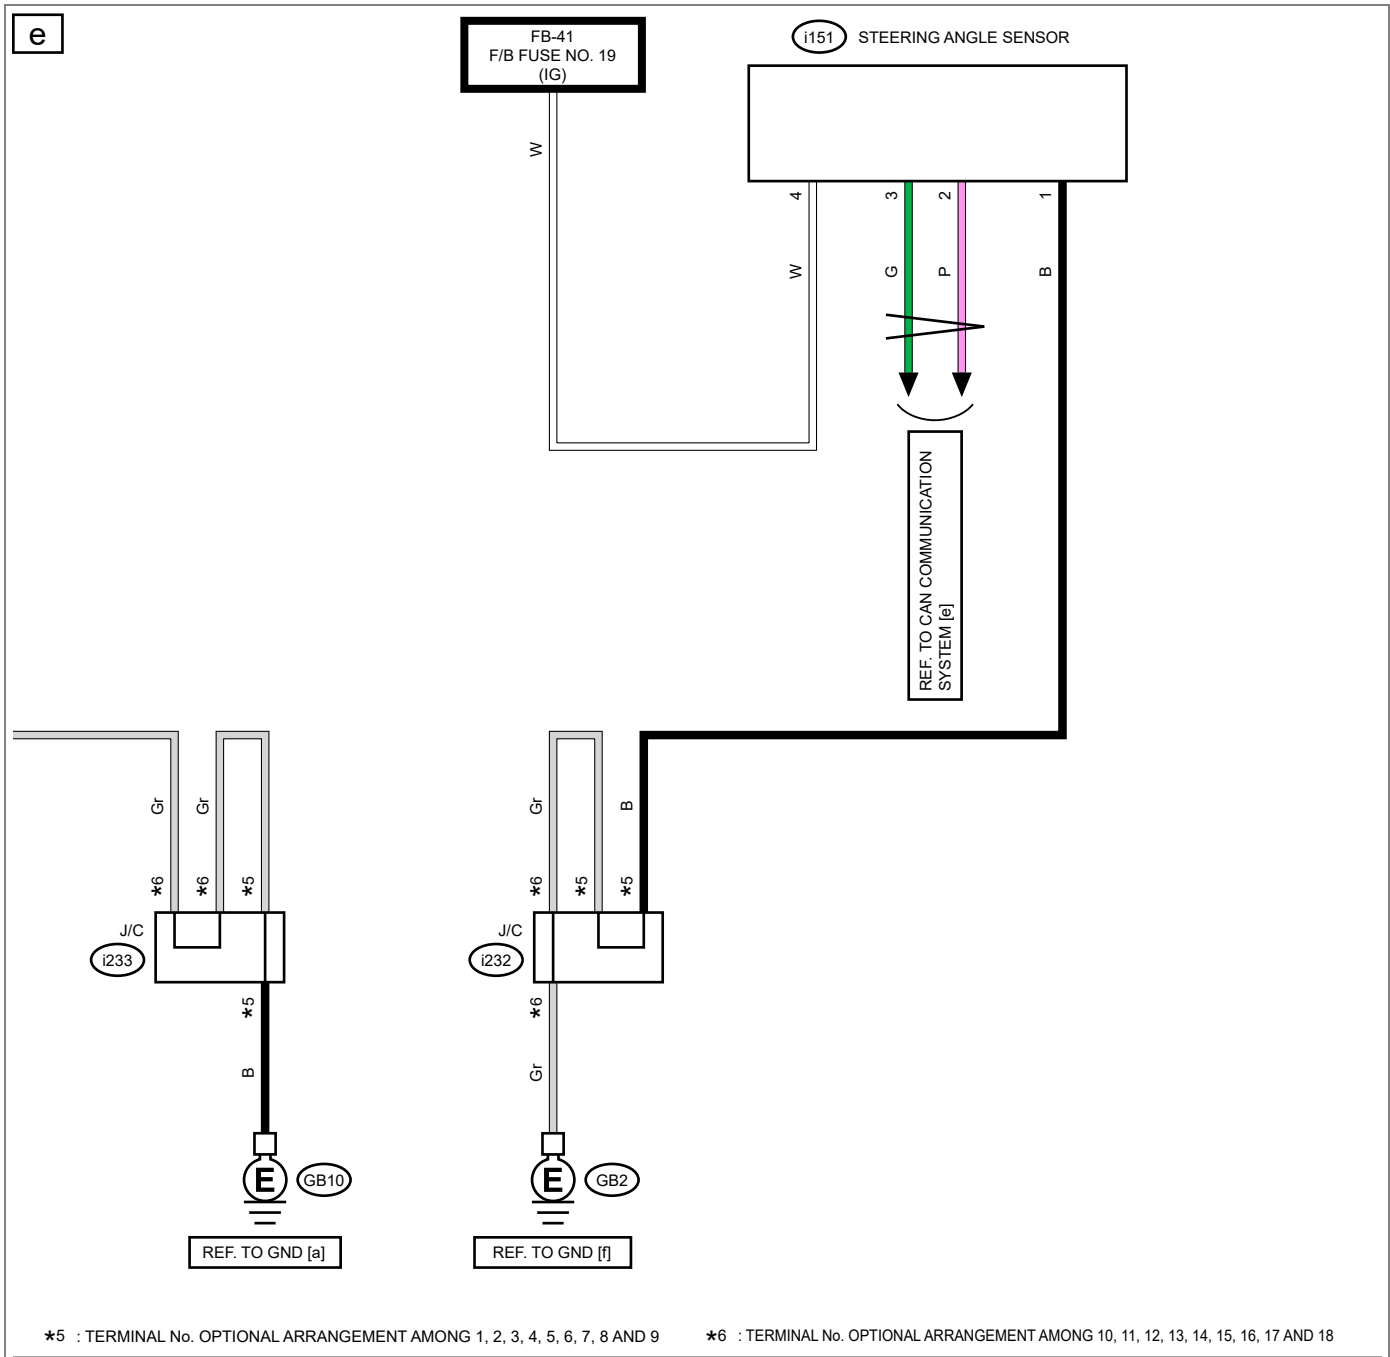 e
FB-41
F/B FUSE NO. 19
(IG)
i151 STEERING ANGLE SENSOR
W
4 3 2 1
W G P B
REF. TO CAN COMMUNICATION
SYSTEM [e]
Gr Gr Gr B
*6 *6 *5 *6 *5 *5
J/C J/C
i233 i232
*5 *6
B Gr
E GB10 E GB2
REF. TO GND [a] REF. TO GND [f]
*5 : TERMINAL No. OPTIONAL ARRANGEMENT AMONG 1, 2, 3, 4, 5, 6, 7, 8 AND 9 *6 : TERMINAL No. OPTIONAL ARRANGEMENT AMONG 10, 11, 12, 13, 14, 15, 16, 17 AND 18